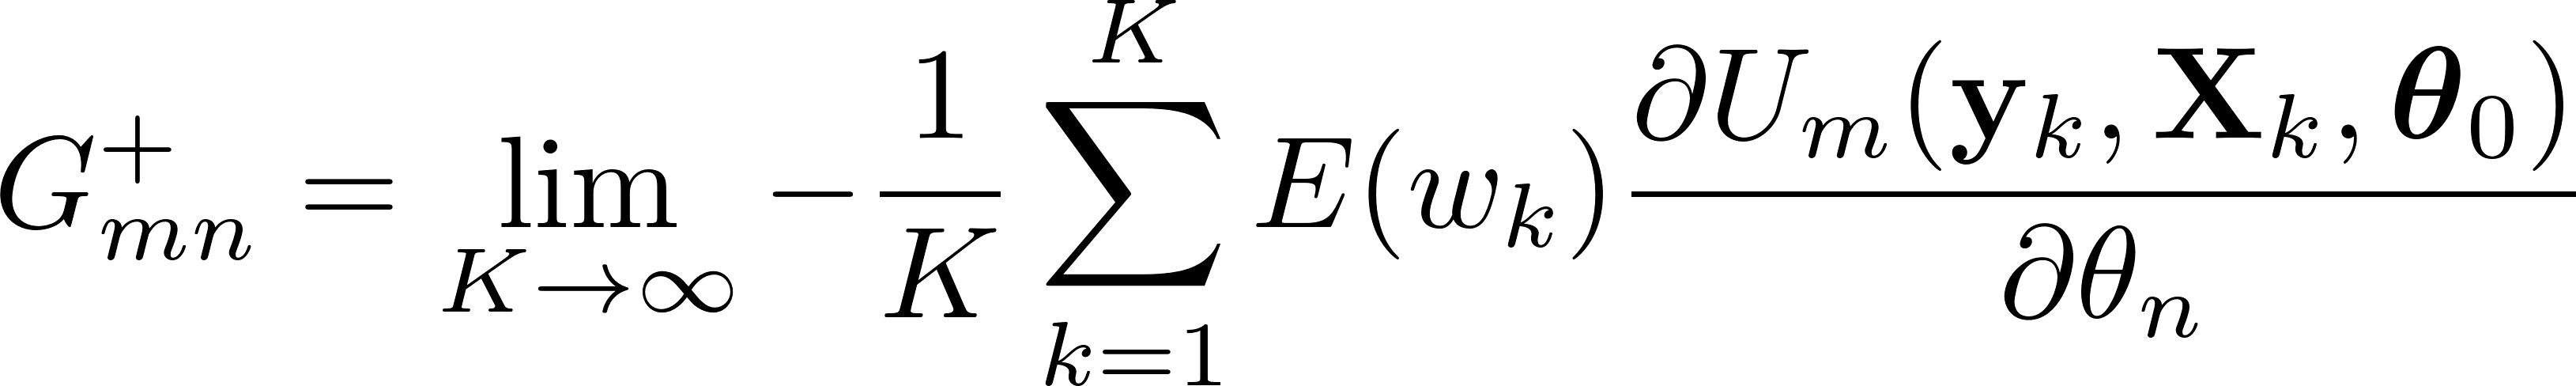 $G_{mn}^{+} = \lim_{K \to \infty} -\frac{1}{K} \sum_{k=1}^{K} E(w_k) \frac{\partial U_m(\mathbf{y}_k, \mathbf{X}_k, \boldsymbol{\theta}_0)}{\partial \theta_n}$